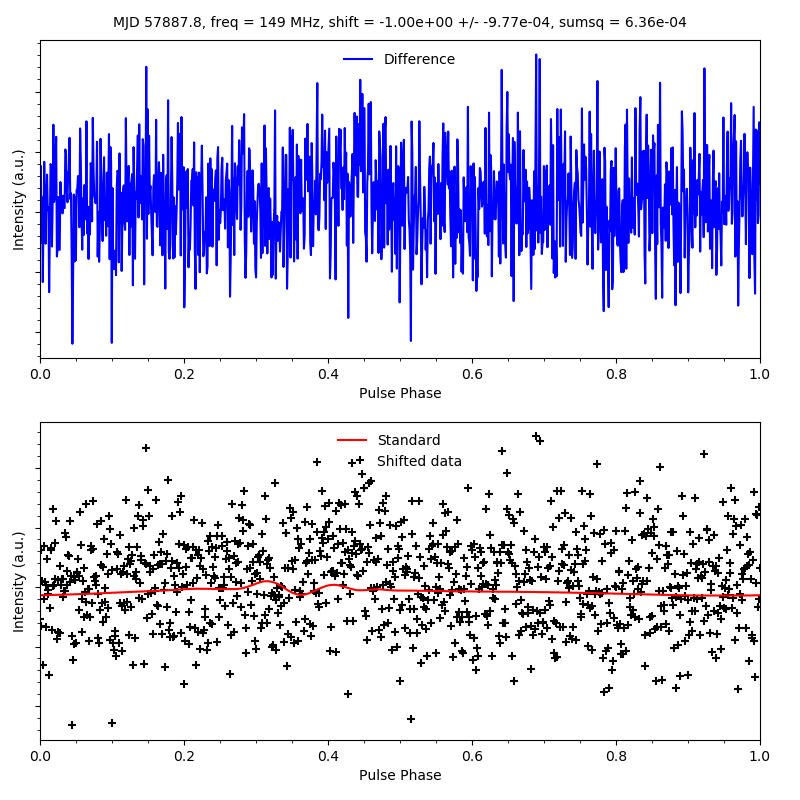 MJD 57887.8, freq = 149 MHz, shift = -1.00e+00 +/- -9.77e-04, sumsq = 6.36e-04
Difference
Intensity (a.u.)
0.0 0.2 0.4 0.6 0.8 1.0
Pulse Phase
Standard
Shifted data
Intensity (a.u.)
0.0 0.2 0.4 0.6 0.8 1.0
Pulse Phase